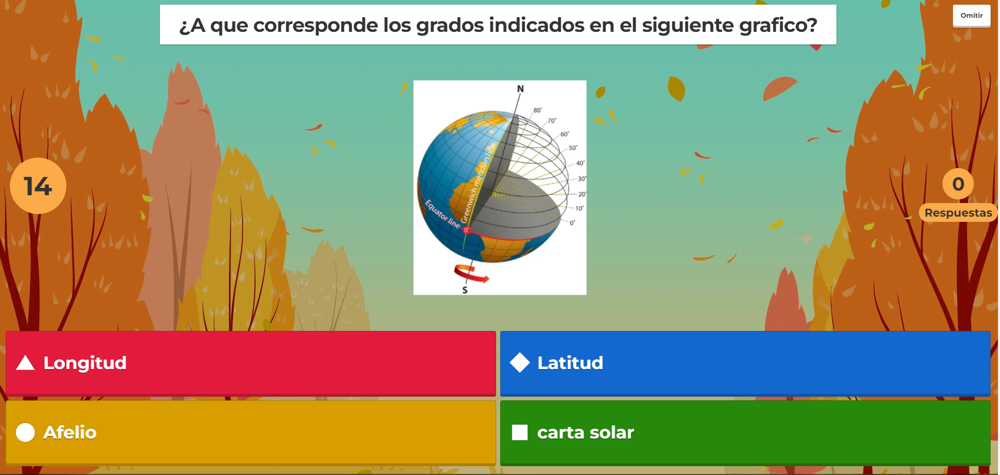 ¿A que corresponde los grados indicados en el siguiente grafico?
Omitir
14
0
Respuestas
N
80°
70°
60°
50°
40°
30°
20°
10°
0°
Greenwich meridian line
Equator line
0°
S
Longitud
Latitud
Afelio
carta solar